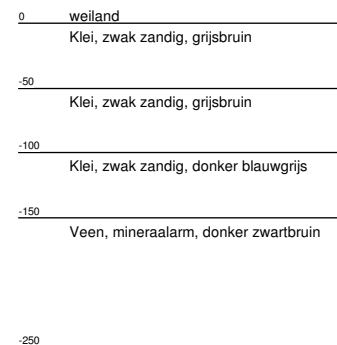 0 weiland
Klei, zwak zandig, grijsbruin
-50
Klei, zwak zandig, grijsbruin
-100
Klei, zwak zandig, donker blauwgrijs
-150
Veen, mineraalarm, donker zwartbruin
-250